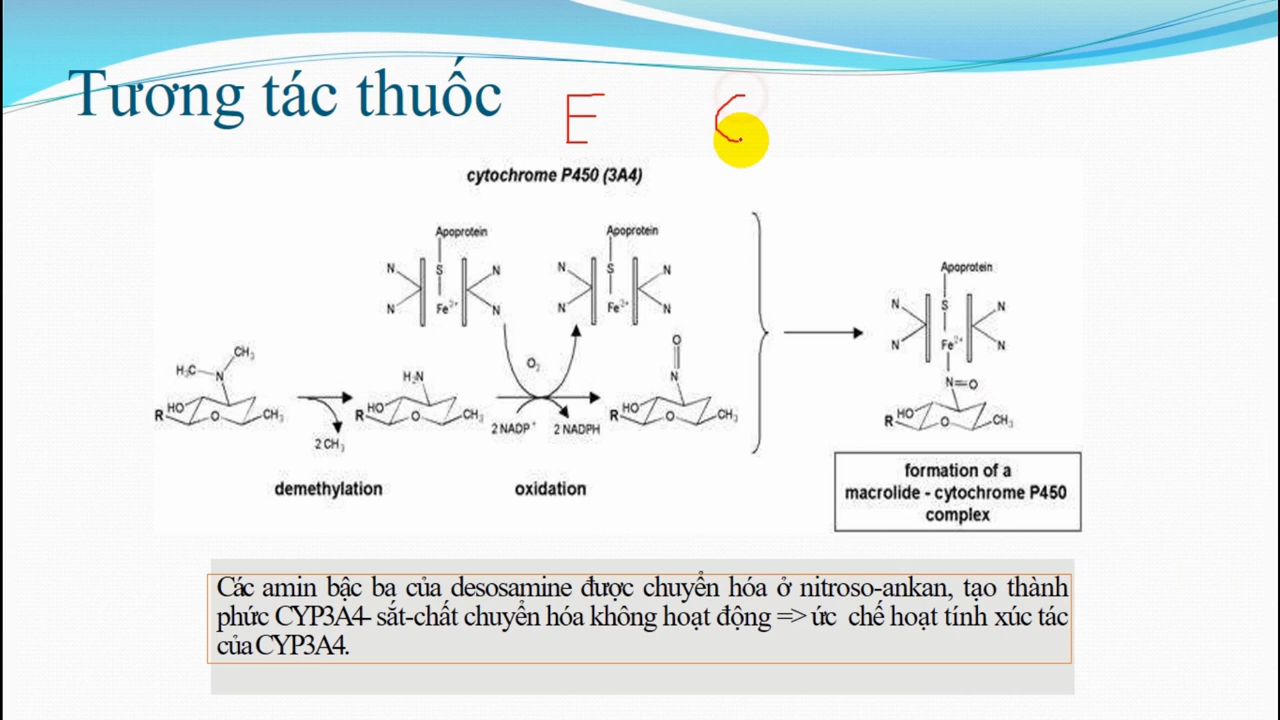 Tương tác thuốc
E 6
cytochrome P450 (3A4)
Apoprotein Apoprotein
Apoprotein
N S N N S N
N Fe²⁺ N N Fe²⁺ N
N S N
N Fe²⁺ N
O
O₂
N
N=O
CH₃
H₃C N
H₂N
HO O CH₃
R
HO O CH₃
R
HO O CH₃
R
HO O CH₃
R
2 CH₃
2 NADP⁺ 2 NADPH
demethylation oxidation
formation of a
macrolide - cytochrome P450
complex
Các amin bậc ba của desosamine được chuyển hóa ở nitroso-ankan, tạo thành
phức CYP3A4- sắt-chất chuyển hóa không hoạt động => ức chế hoạt tính xúc tác
của CYP3A4.